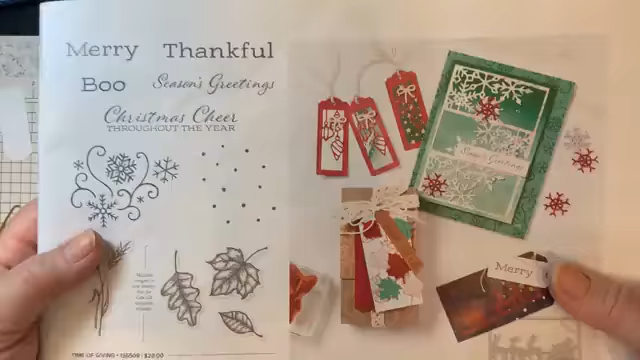 Merry Thankful
Boo Season's Greetings
Christmas Cheer
THROUGHOUT THE YEAR
TIME OF GIVING •
Season's Greetings
Merry